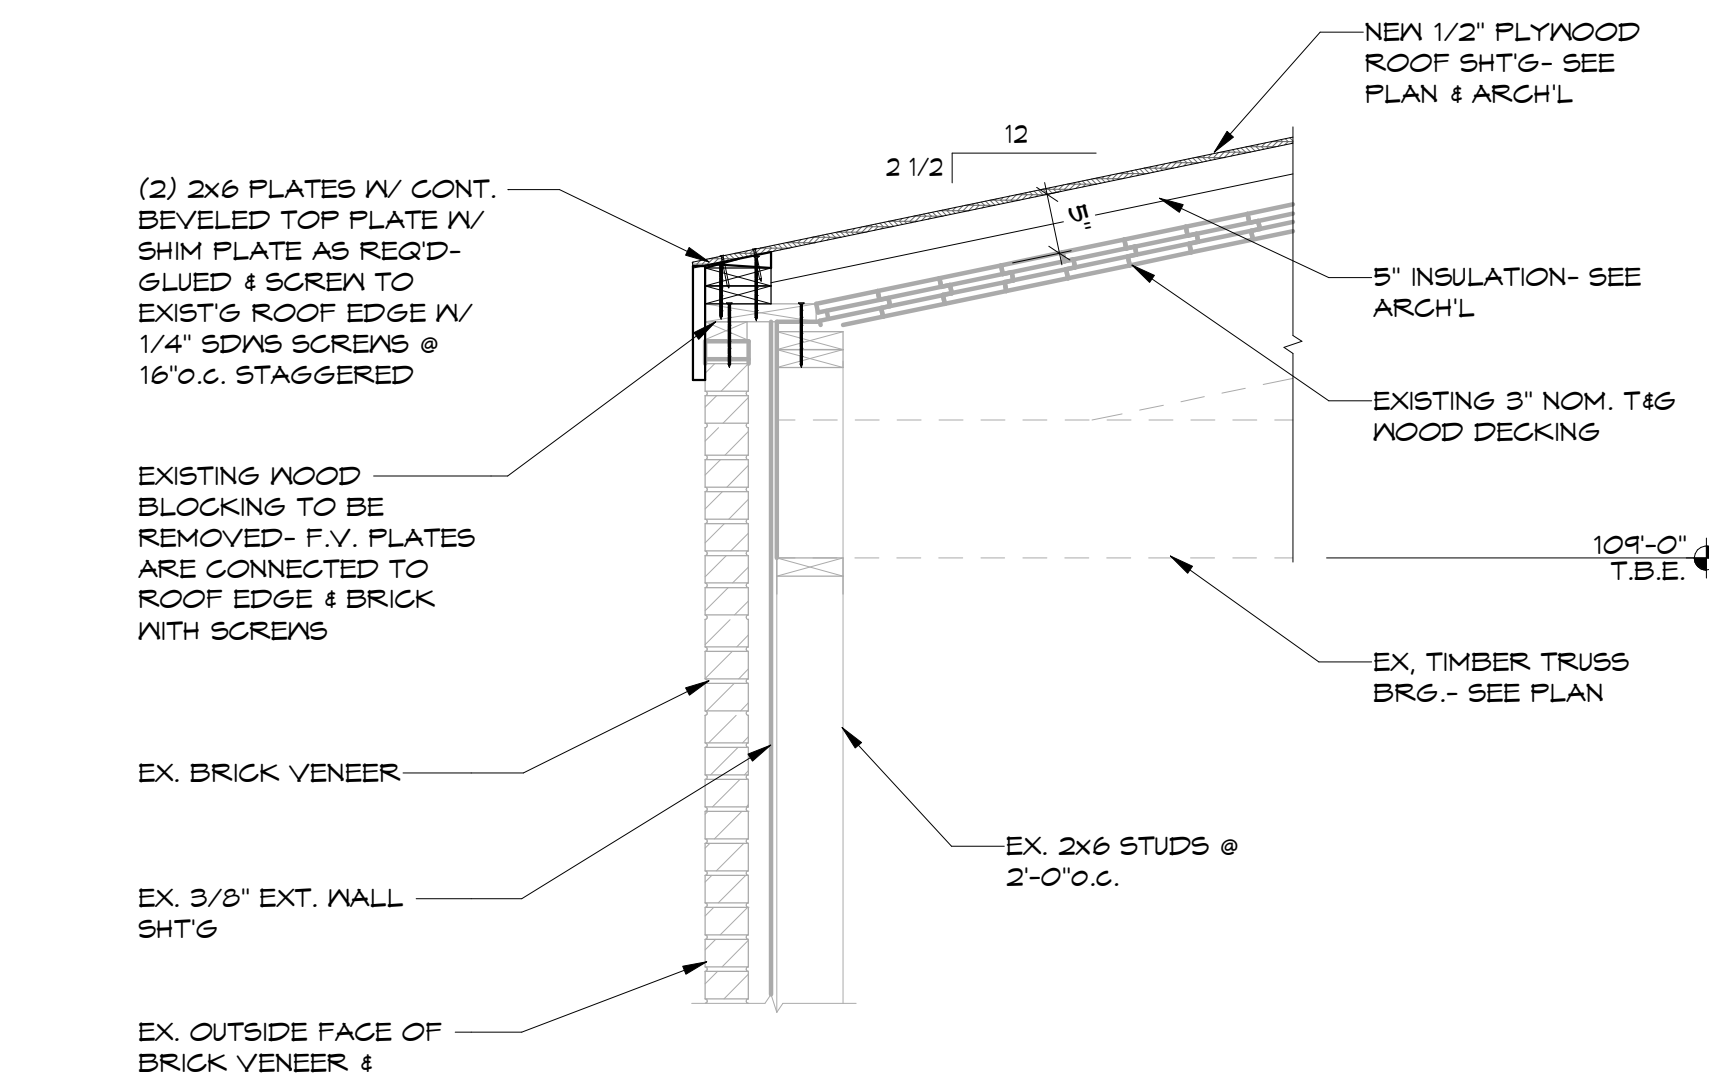 NEW 1/2" PLYWOOD
ROOF SHT'G- SEE
PLAN & ARCH'L
12
2 1/2
(2) 2x6 PLATES W/ CONT.
BEVELED TOP PLATE W/
SHIM PLATE AS REQ'D-
GLUED & SCREW TO
EXIST'G ROOF EDGE W/
1/4" SDWS SCREWS @
16"o.c. STAGGERED
5"
5" INSULATION- SEE
ARCH'L
EXISTING 3" NOM. T&G
WOOD DECKING
EXISTING WOOD
BLOCKING TO BE
REMOVED- F.V. PLATES
ARE CONNECTED TO
ROOF EDGE & BRICK
WITH SCREWS
109'-0"
T.B.E.
EX, TIMBER TRUSS
BRG.- SEE PLAN
EX. BRICK VENEER
EX. 2x6 STUDS @
2'-0"o.c.
EX. 3/8" EXT. WALL
SHT'G
EX. OUTSIDE FACE OF
BRICK VENEER &